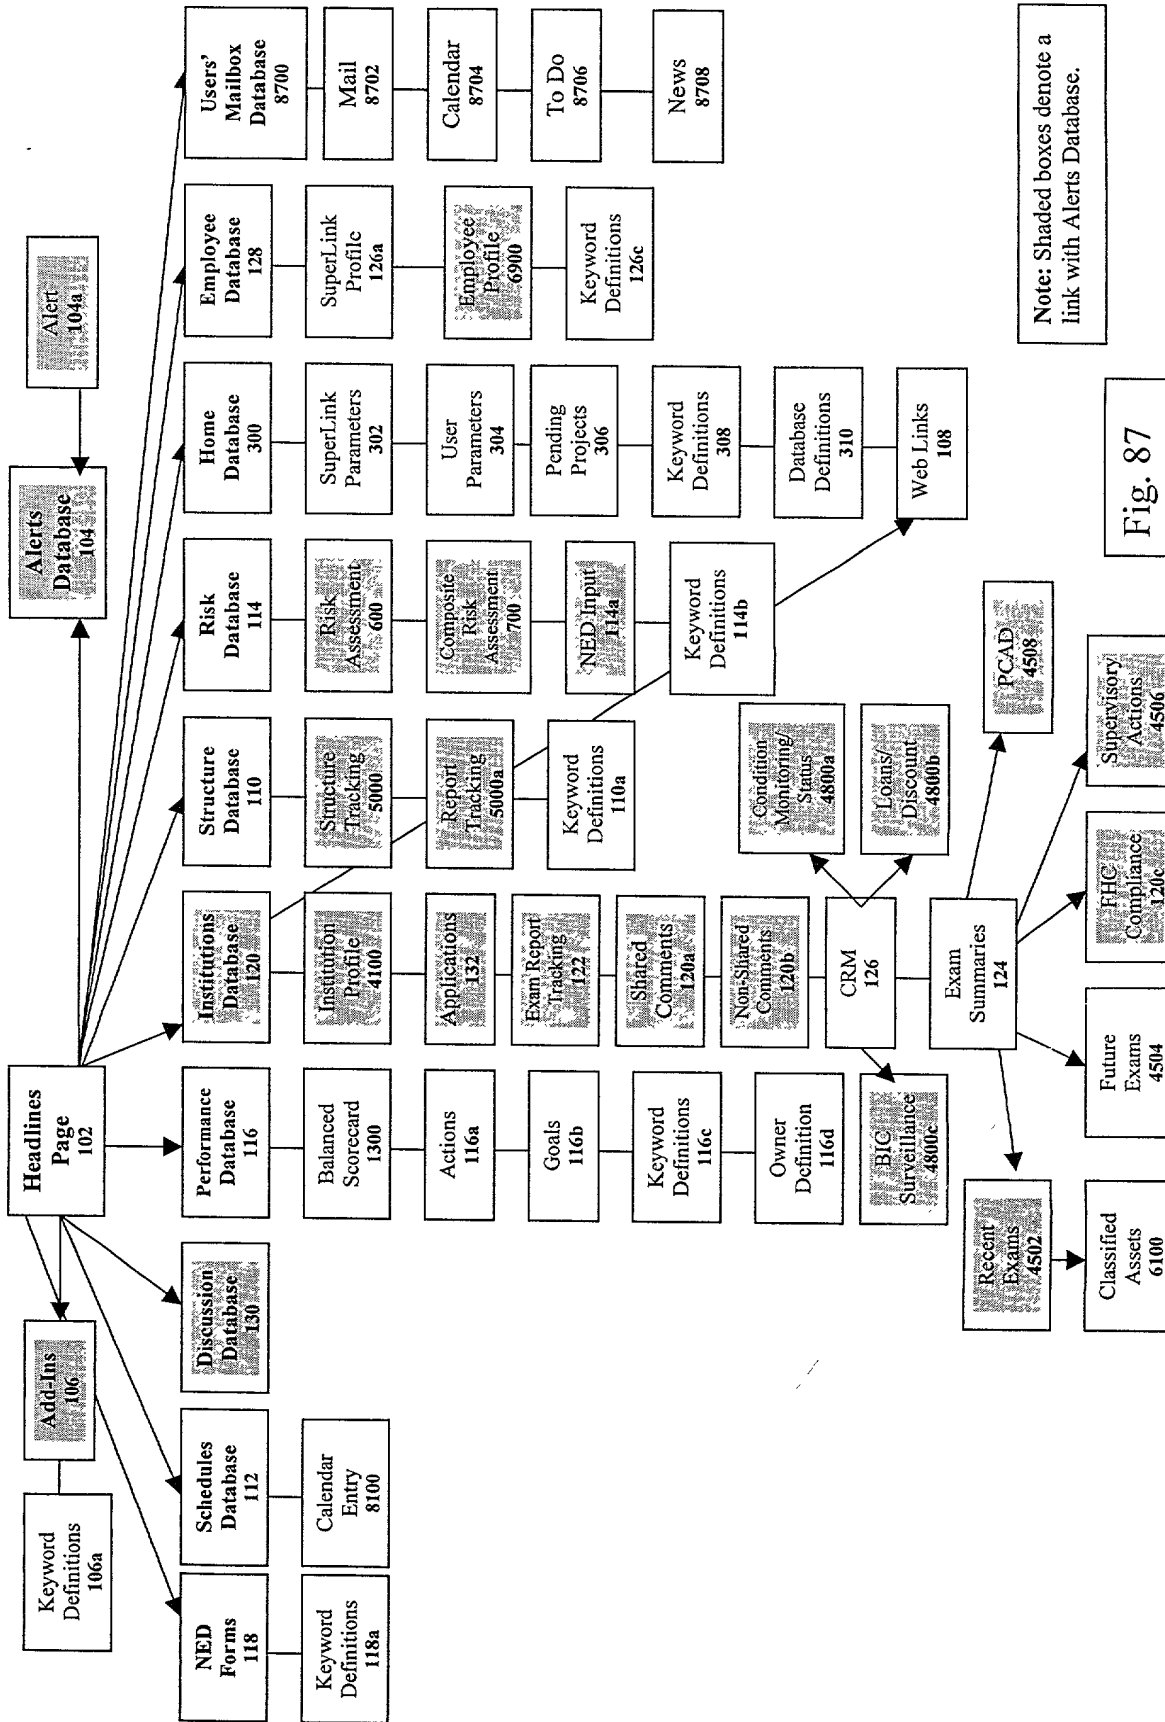 Headlines
Page
102
Keyword
Definitions
106a
Add-Ins
106
Alerts
Database
104
Alert
104a
NED
Forms
118
Keyword
Definitions
118a
Schedules
Database
112
Calendar
Entry
8100
Discussion
Database
130
Performance
Database
116
Balanced
Scorecard
1300
Actions
116a
Goals
116b
Keyword
Definitions
116c
Owner
Definition
116d
Institutions
Database
120
Institution
Profile
4100
Applications
132
Exam Report
Tracking
122
Shared
Comments
120a
Non-Shared
Comments
120b
CRM
126
BIC
Surveillance
4800c
Condition
Monitoring/
Status
4800a
Loans/
Discount
4800b
Exam
Summaries
124
Recent
Exams
4502
Classified
Assets
6100
Future
Exams
4504
FHC
Compliance
120c
Supervisory
Actions
4506
PCAD
4508
Structure
Database
110
Structure
Tracking
5000
Report
Tracking
5000a
Keyword
Definitions
110a
Risk
Database
114
Risk
Assessment
600
Composite
Risk
Assessment
700
NED Input
114a
Keyword
Definitions
114b
Home
Database
300
SuperLink
Parameters
302
User
Parameters
304
Pending
Projects
306
Keyword
Definitions
308
Database
Definitions
310
Web Links
108
Employee
Database
128
SuperLink
Profile
126a
Employee
Profile
6900
Keyword
Definitions
126c
Users'
Mailbox
Database
8700
Mail
8702
Calendar
8704
To Do
8706
News
8708
Note: Shaded boxes denote a
link with Alerts Database.
Fig. 87